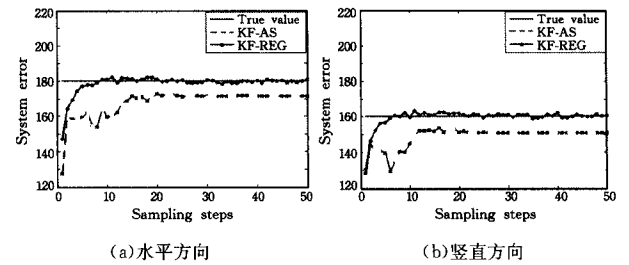 220
200
180
160
140
120
System error
0
10
20
30
40
50
Sampling steps
True value
KF-AS
KF-REG
(a)水平方向
220
200
180
160
140
120
System error
0
10
20
30
40
50
Sampling steps
True value
KF-AS
KF-REG
(b)竖直方向